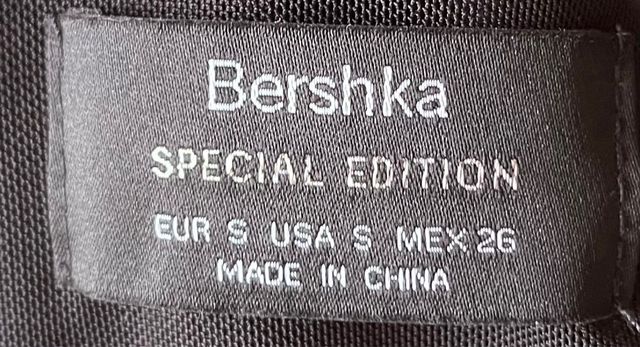 Bershka
SPECIAL EDITION
EUR S USA S MEX 26
MADE IN CHINA